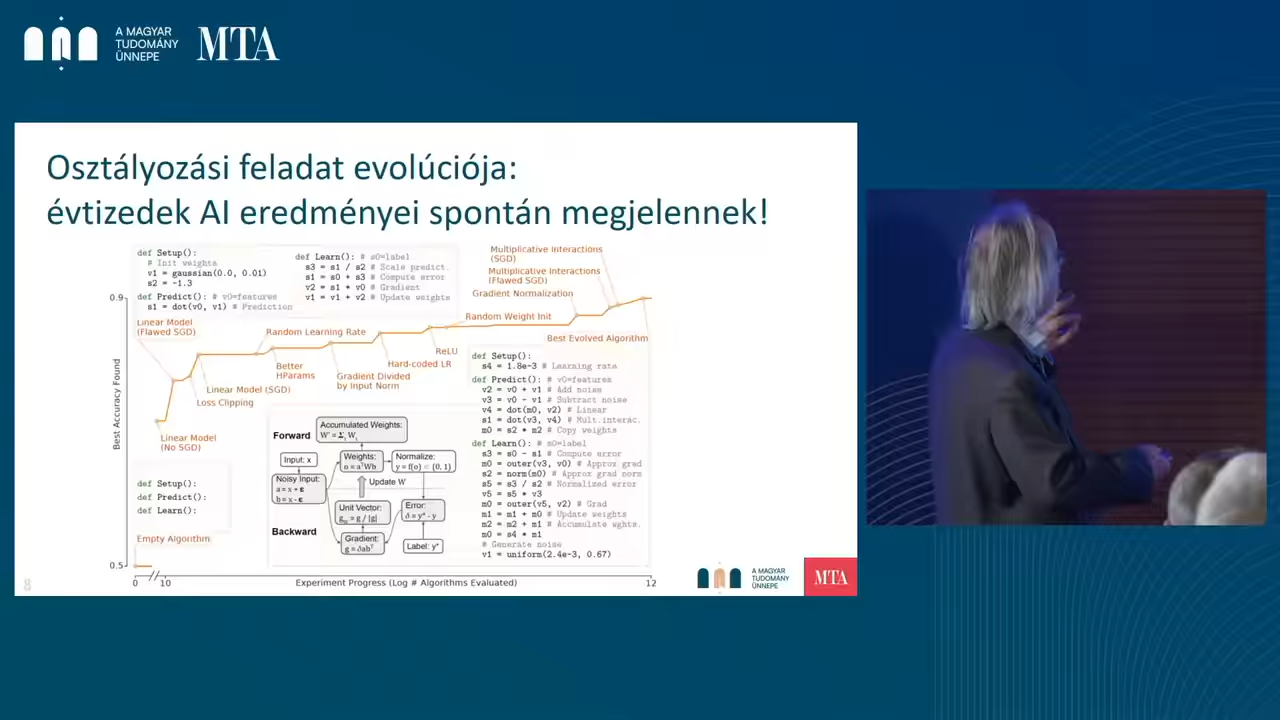 A MAGYAR
TUDOMÁNY
ÜNNEPE
MTA
Osztályozási feladat evolúciója:
évtizedek AI eredményei spontán megjelennek!
def Setup():
# Init weights
v1 = gaussian(0.0, 0.01)
s2 = -1.3
def Predict(): # v0=features
s1 = dot(v0, v1) # Prediction
def Learn(): # s0=label
s3 = s1 / s2 # Scale predict.
s1 = s0 + s3 # Compute error
v2 = s1 * v0 # Gradient
v1 = v1 + v2 # Update weights
Multiplicative Interactions
(SGD)
Multiplicative Interactions
(Flawed SGD)
Gradient Normalization
Random Weight Init
Best Evolved Algorithm
0.9
Linear Model
(Flawed SGD)
Random Learning Rate
ReLU
Hard-coded LR
Better
HParams
Gradient Divided
by Input Norm
Linear Model (SGD)
Loss Clipping
Linear Model
(No SGD)
Best Accuracy Found
def Setup():
def Predict():
def Learn():
Empty Algorithm
0.5
Forward
Accumulated Weights:
Input: x
Weights:
o = aᵀWb
Normalize:
Noisy Input:
a = x + ε
b = x - ε
Update W
Unit Vector:
Error:
δ = y* - y
Backward
Gradient:
g = δabᵀ
Label: y*
def Setup():
s4 = 1.8e-3 # Learning rate
def Predict(): # v0=features
v2 = v0 + v1 # Add noise
v3 = v0 - v1 # Subtract noise
v4 = dot(m0, v2) # Linear
s1 = dot(v3, v4) # Mult.interac.
m0 = s2 * m2 # Copy weights
def Learn(): # s0=label
s3 = s0 - s1 # Compute error
m0 = outer(v3, v0) # Approx grad
s2 = norm(m0) # Approx grad norm
s5 = s3 / s2 # Normalized error
v5 = s5 * v3
m0 = outer(v5, v2) # Grad
m1 = m1 + m0 # Update weights
m2 = m2 + m1 # Accumulate wghts.
m0 = s4 * m1
# Generate noise
v1 = uniform(2.4e-3, 0.67)
0
10
Experiment Progress (Log # Algorithms Evaluated)
12
8
A MAGYAR
TUDOMÁNY
ÜNNEPE
MTA